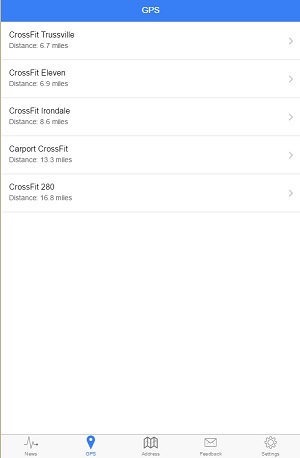 GPS
CrossFit Trussville
Distance: 6.7 miles
CrossFit Eleven
Distance: 6.9 miles
CrossFit Irondale
Distance: 8.6 miles
Carport CrossFit
Distance: 13.3 miles
CrossFit 280
Distance: 16.8 miles
News GPS Address Feedback Settings